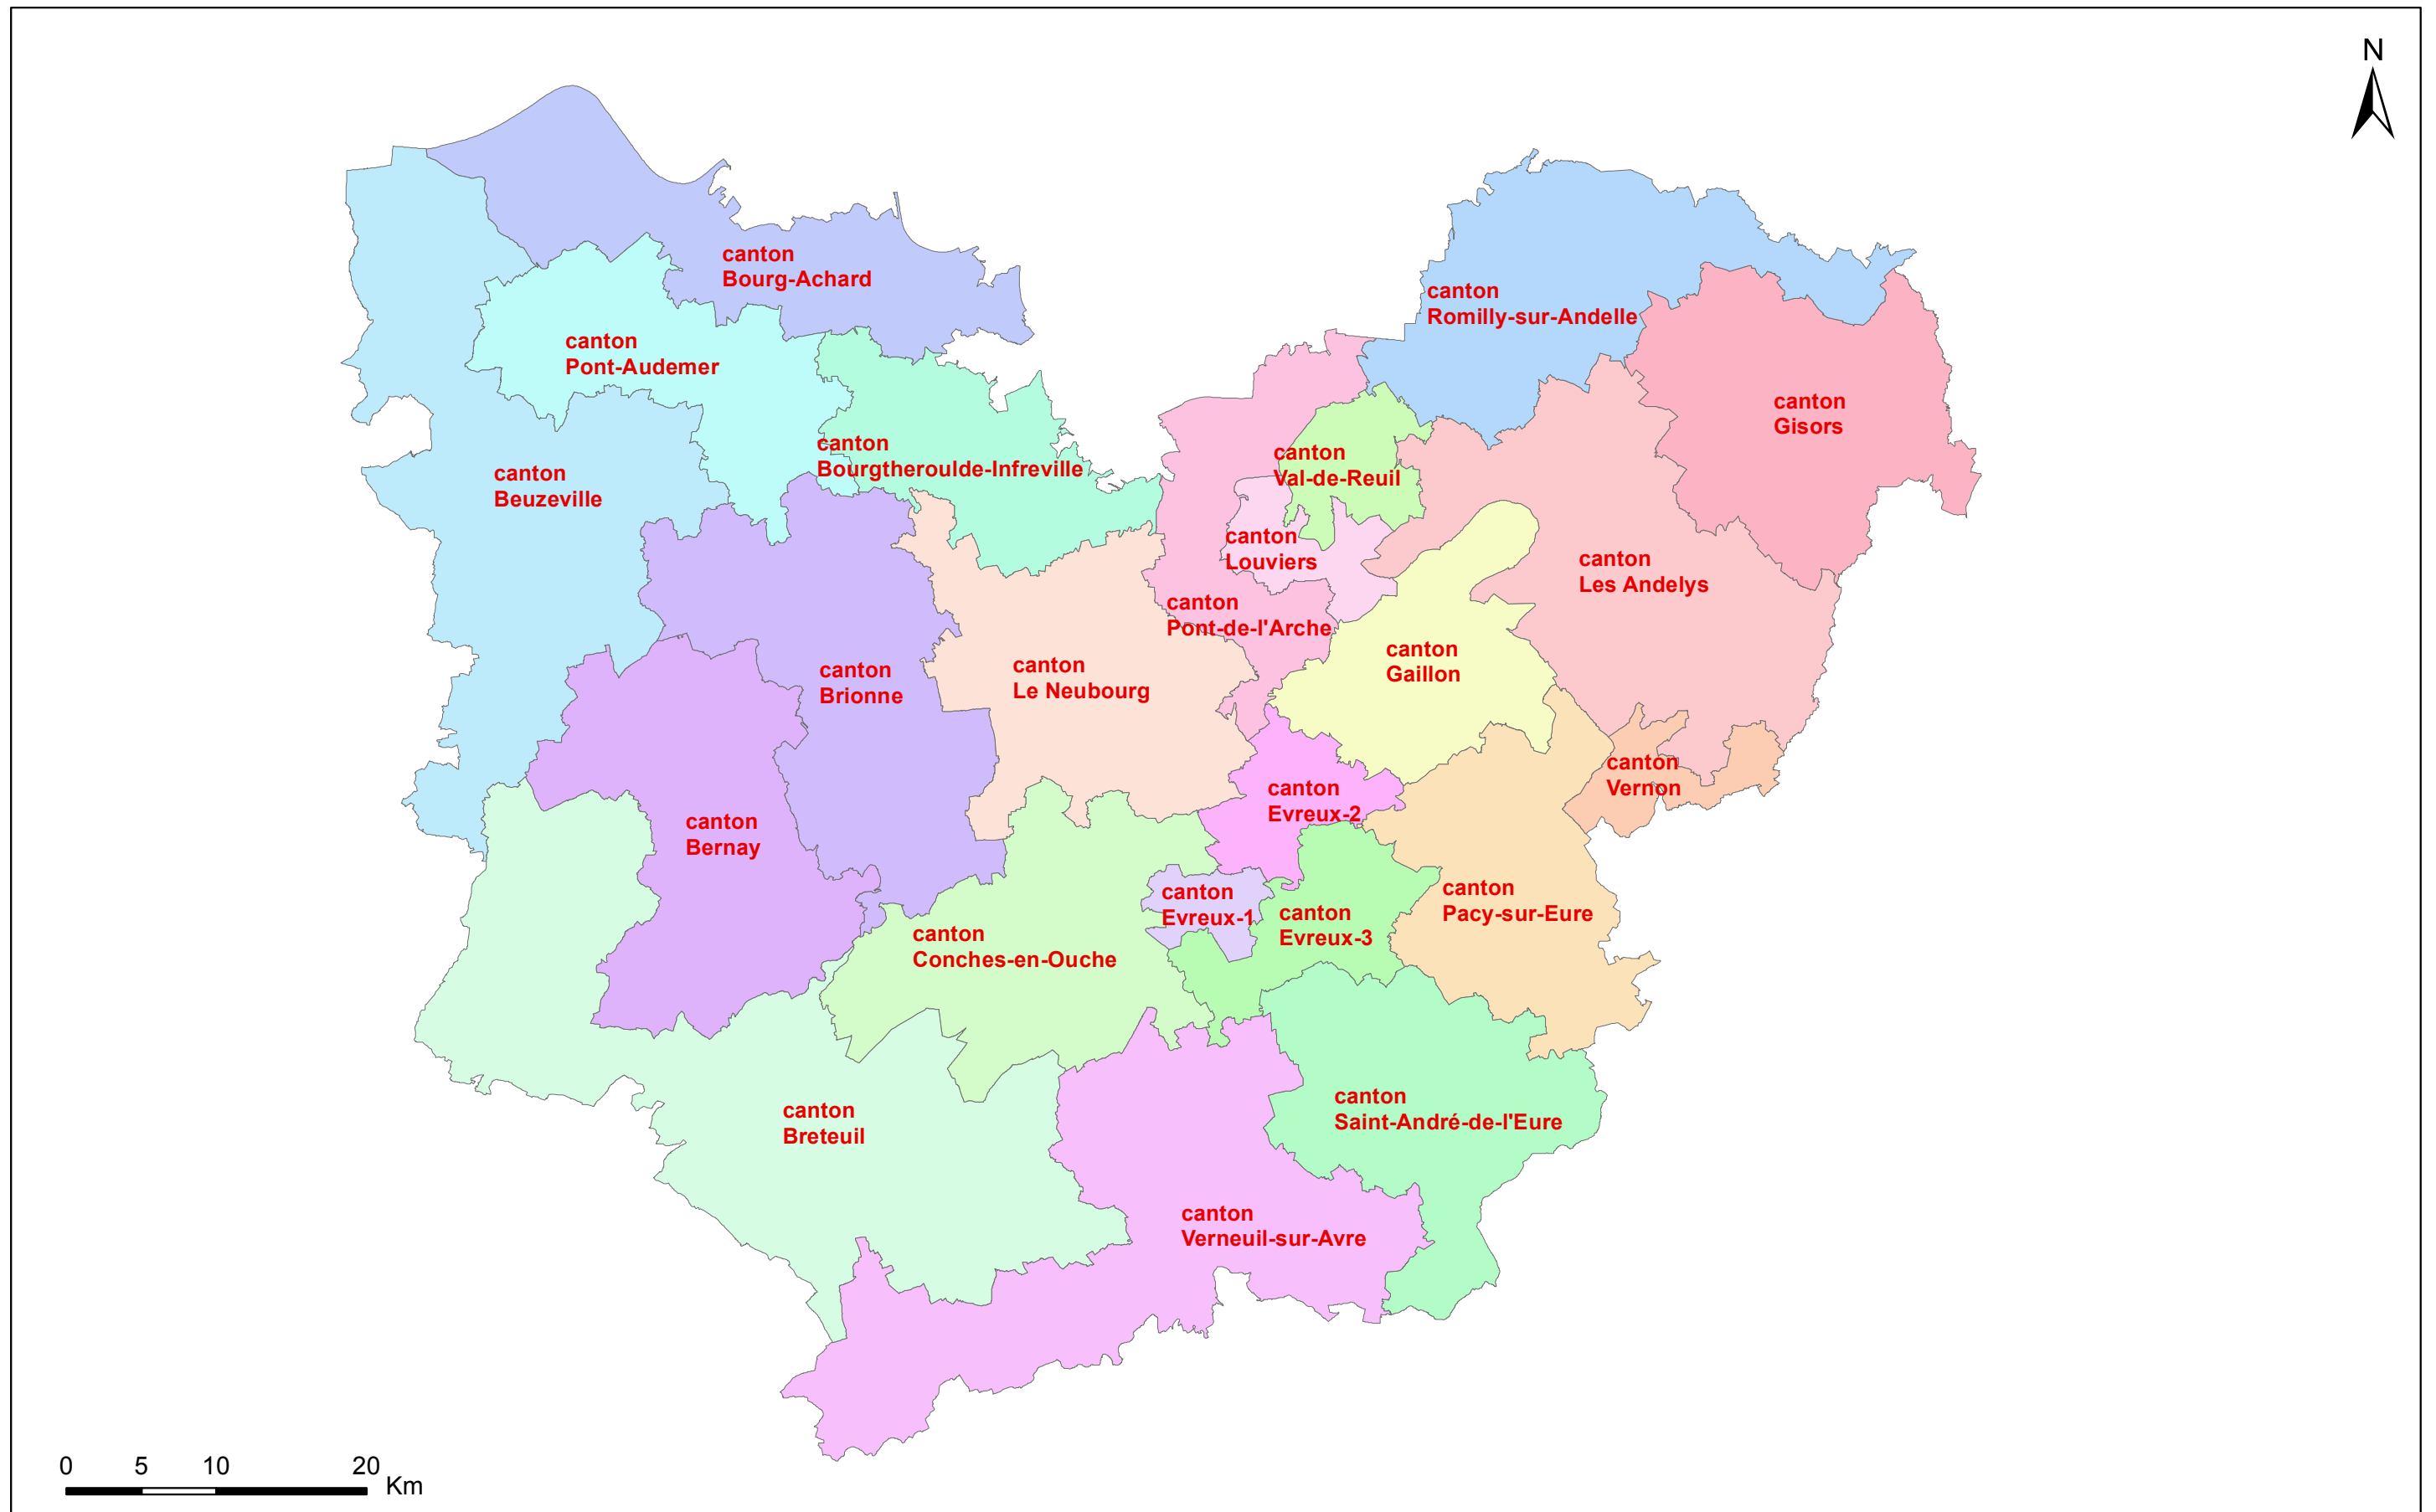 N
canton
Bourg-Achard
canton
Romilly-sur-Andelle
canton
Pont-Audemer
canton
Gisors
canton
Bourgtheroulde-Infreville
canton
Val-de-Reuil
canton
Beuzeville
canton
Louviers
canton
Les Andelys
canton
Pont-de-l'Arche
canton
Gaillon
canton
Le Neubourg
canton
Brionne
canton
Vernon
canton
Evreux-2
canton
Bernay
canton
Pacy-sur-Eure
canton
Evreux-1
canton
Evreux-3
canton
Conches-en-Ouche
canton
Saint-André-de-l'Eure
canton
Breteuil
canton
Verneuil-sur-Avre
0 5 10 20
Km